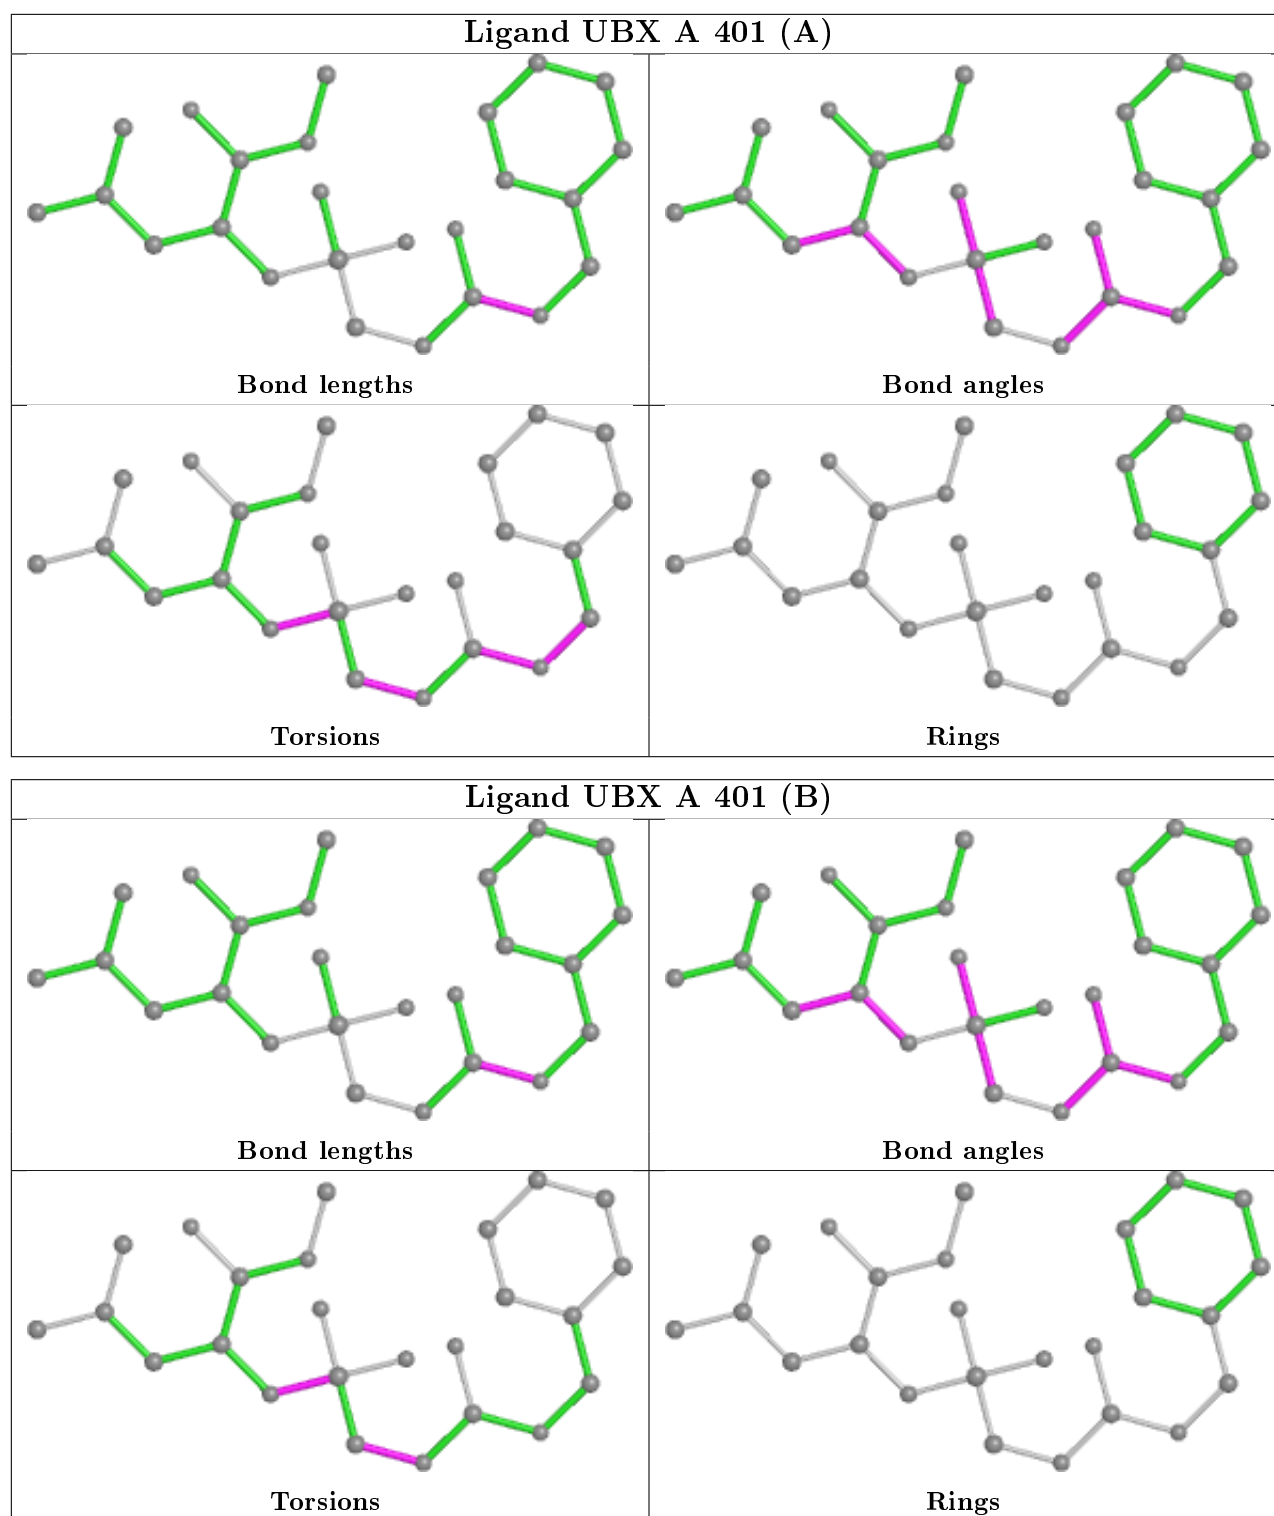 Ligand UBX A 401 (A)
Bond lengths
Bond angles
Torsions
Rings
Ligand UBX A 401 (B)
Bond lengths
Bond angles
Torsions
Rings